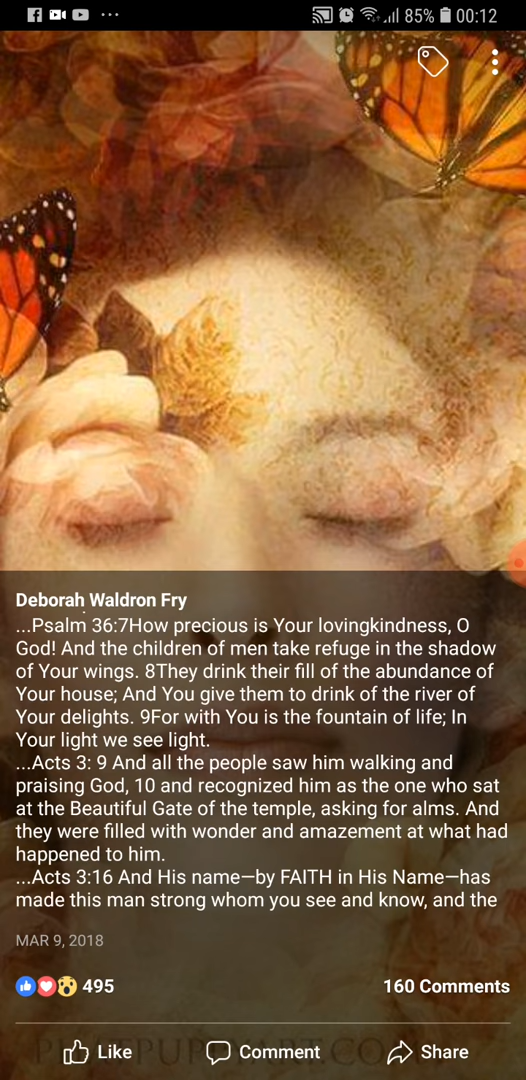 85% 00:12
Deborah Waldron Fry
...Psalm 36:7How precious is Your lovingkindness, O
God! And the children of men take refuge in the shadow
of Your wings. 8They drink their fill of the abundance of
Your house; And You give them to drink of the river of
Your delights. 9For with You is the fountain of life; In
Your light we see light.
...Acts 3: 9 And all the people saw him walking and
praising God, 10 and recognized him as the one who sat
at the Beautiful Gate of the temple, asking for alms. And
they were filled with wonder and amazement at what had
happened to him.
...Acts 3:16 And His name—by FAITH in His Name—has
made this man strong whom you see and know, and the
MAR 9, 2018
495 160 Comments
Like Comment Share